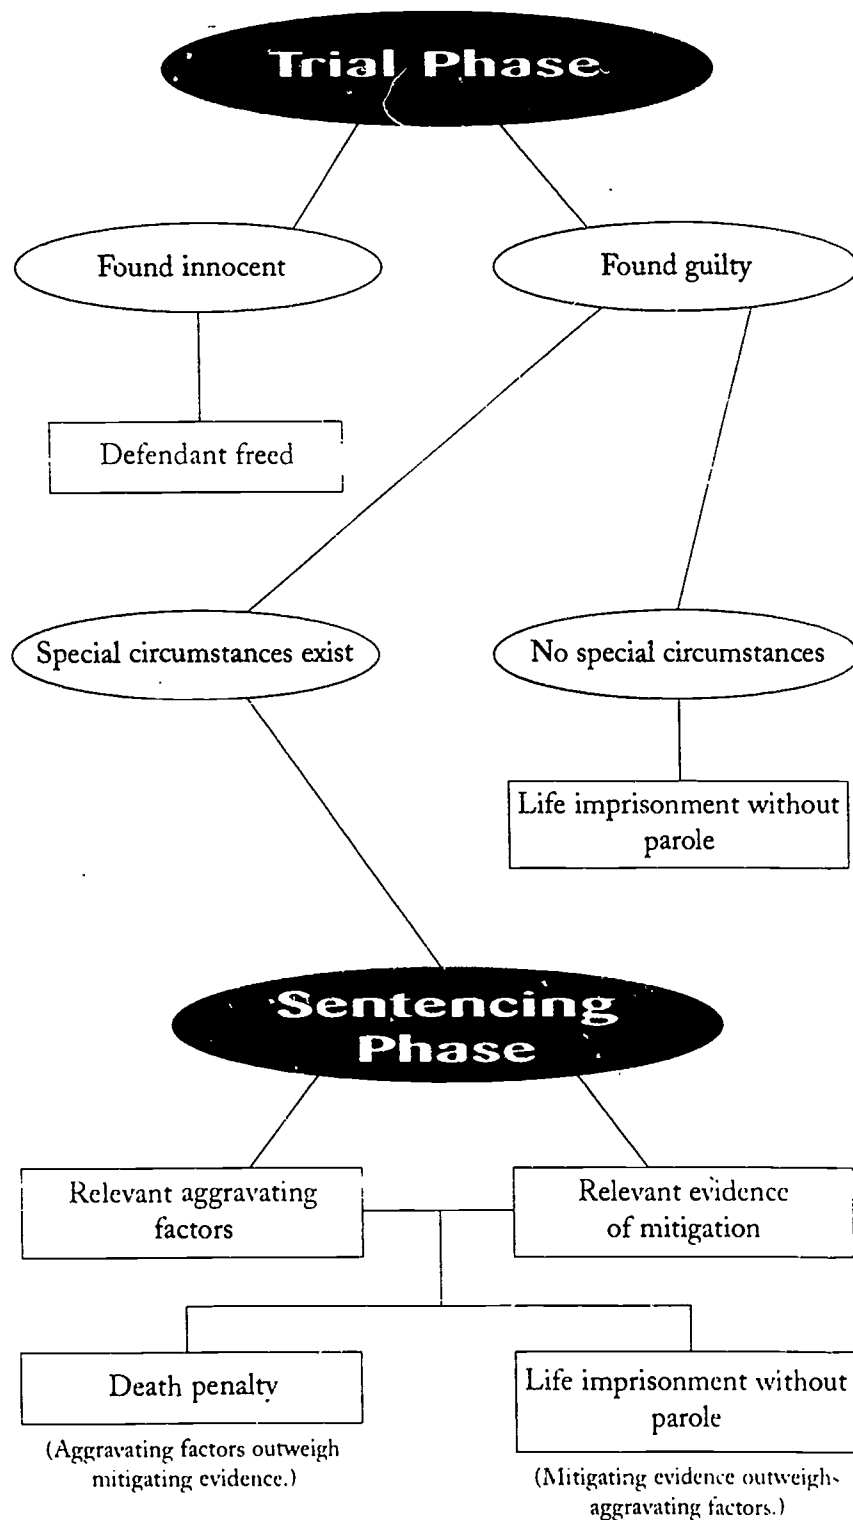 Trial Phase
Found innocent
Found guilty
Defendant freed
Special circumstances exist
No special circumstances
Life imprisonment without
parole
Sentencing
Phase
Relevant aggravating
factors
Relevant evidence
of mitigation
Death penalty
(Aggravating factors outweigh
mitigating evidence.)
Life imprisonment without
parole
(Mitigating evidence outweighs
aggravating factors.)